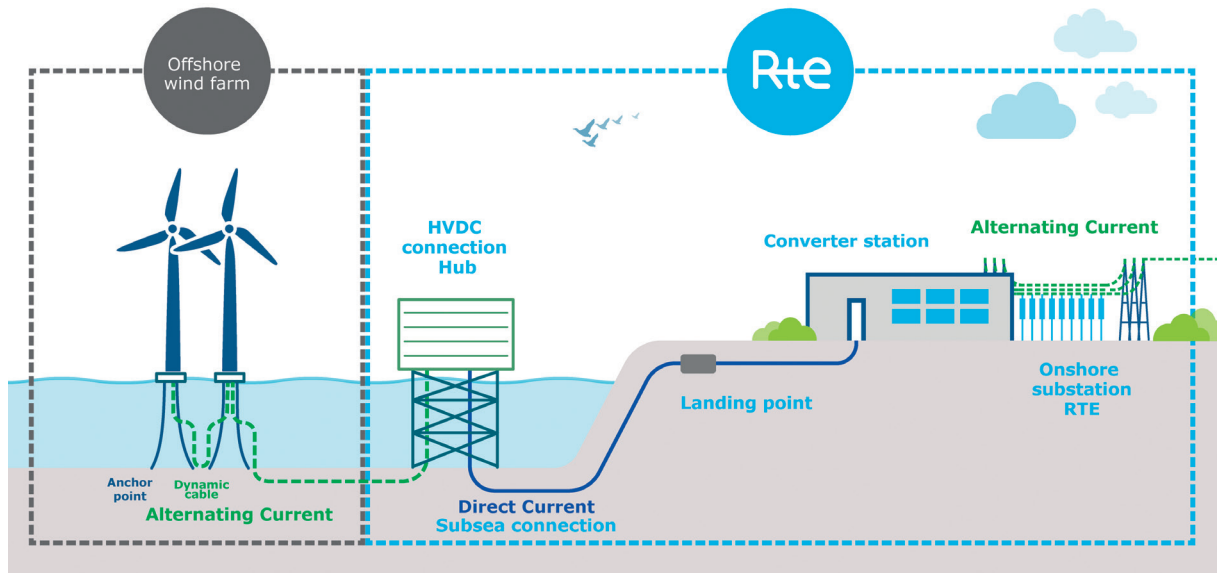 Offshore
wind farm
Rte
HVDC
connection
Hub
Converter station
Alternating Current
Landing point
Onshore
substation
RTE
Anchor
point
Dynamic
cable
Alternating Current
Direct Current
Subsea connection